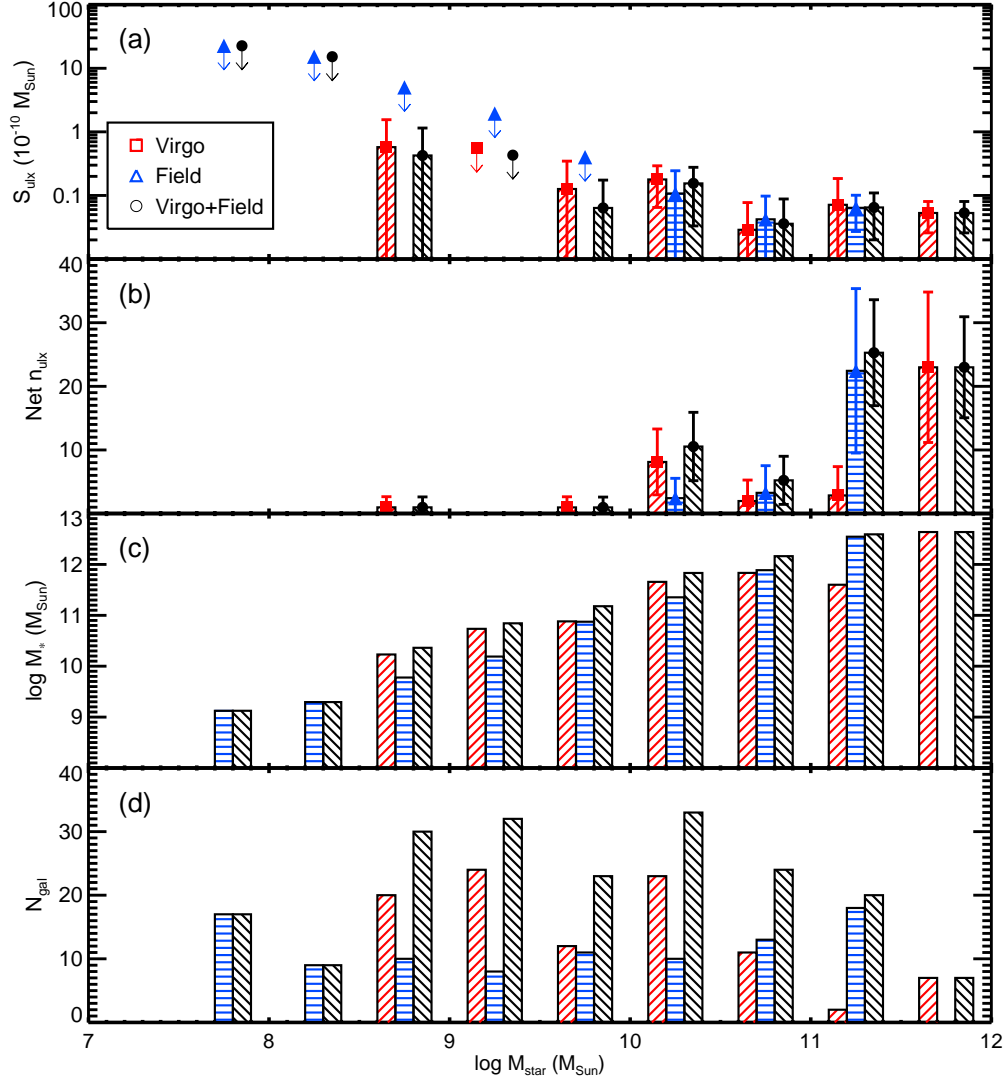 100
10
1
0.1
S_ulx (10^-10 M_Sun)
(a)
Virgo
Field
Virgo+Field
40
30
20
10
Net n_ulx
(b)
13
12
11
10
9
log M_* (M_Sun)
(c)
40
30
20
10
0
N_gal
(d)
7 8 9 10 11 12
log M_star (M_Sun)